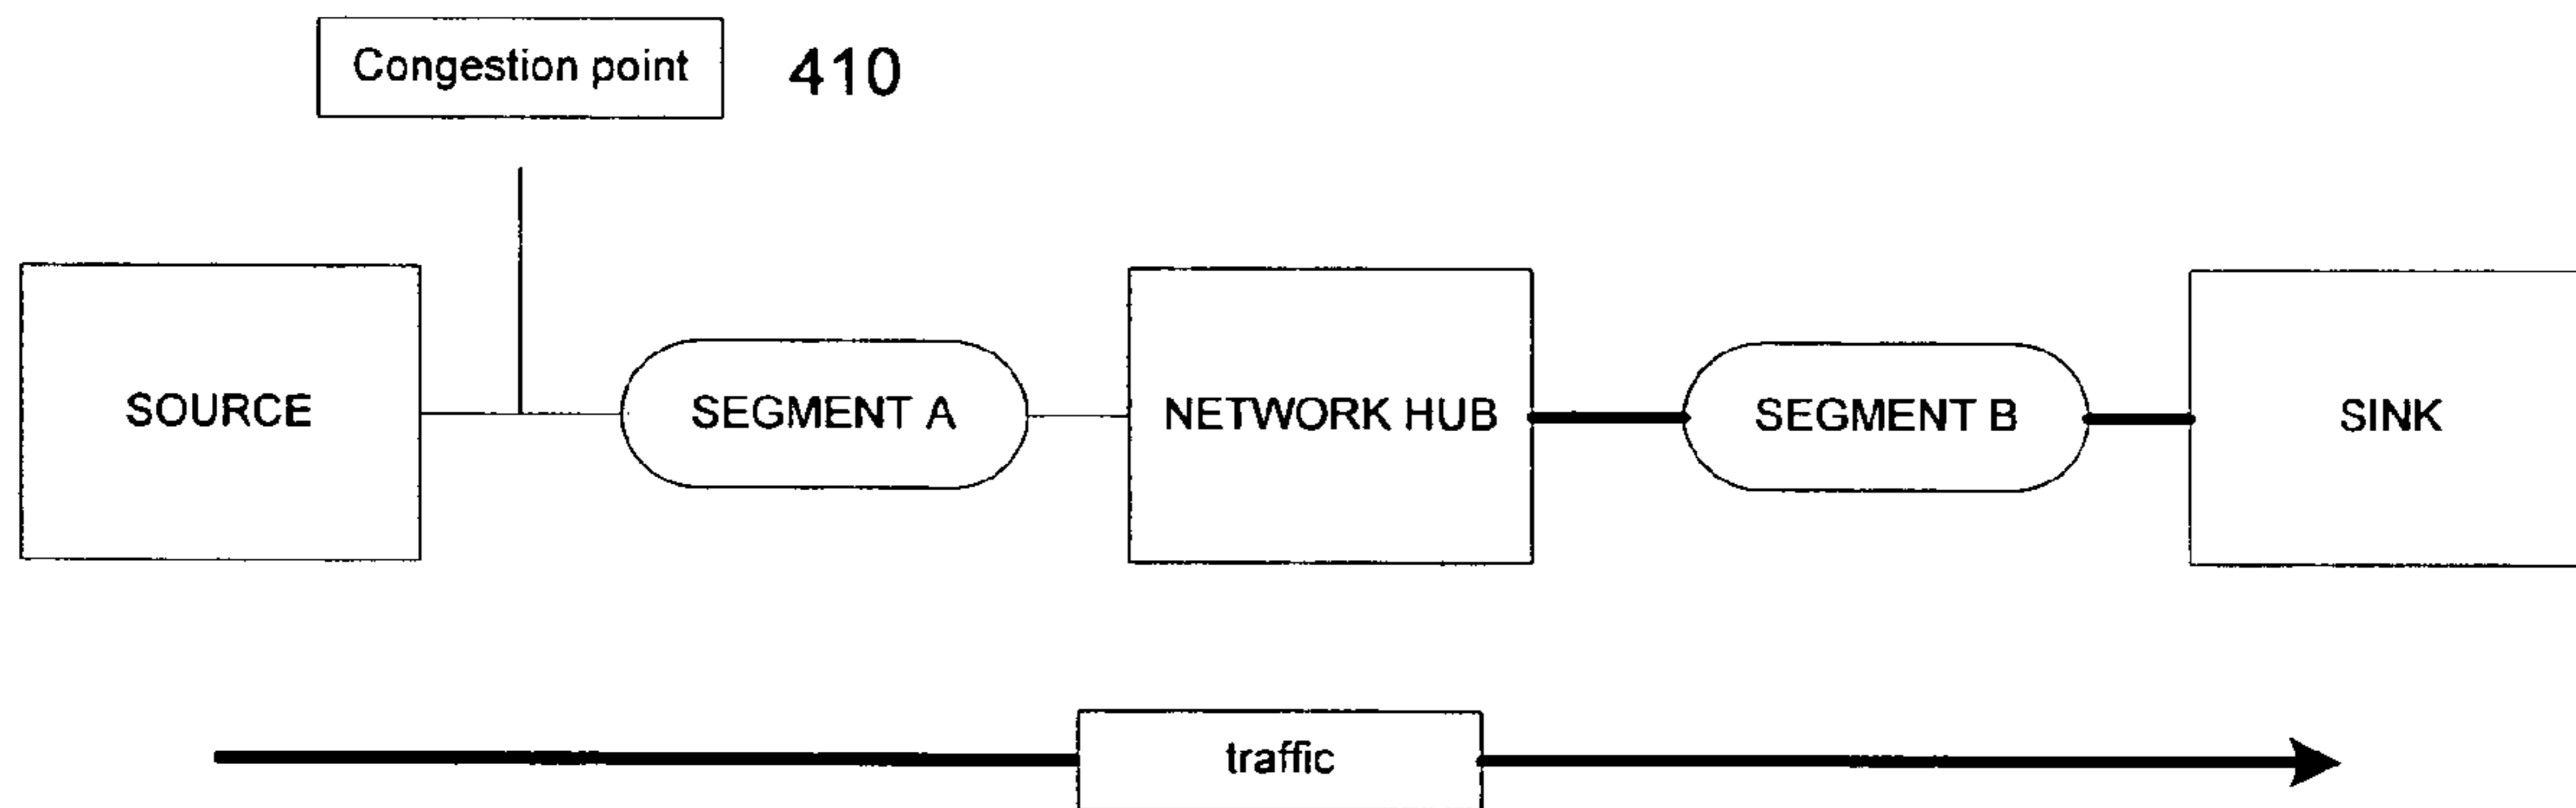 Congestion point 410
SOURCE
SEGMENT A
NETWORK HUB
SEGMENT B
SINK
traffic